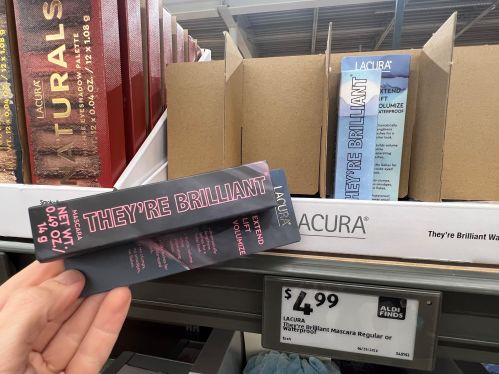 LACURA
NATURALS
EYESHADOW PALETTE
12 x 0.04 OZ. / 12 x 1.08 g
LACURA
EXTEND
LIFT
VOLUMIZE
WATERPROOF
THEY'RE BRILLIANT
LACURA
THEY'RE BRILLIANT
MASCARA
NET WT.
0.49 OZ.
14 g
EXTEND
LIFT
VOLUMIZE
LACURA®
They're Brilliant Wa
$4.99
LACURA
They're Brilliant Mascara Regular or
Waterproof
Each
ALDI
FINDS